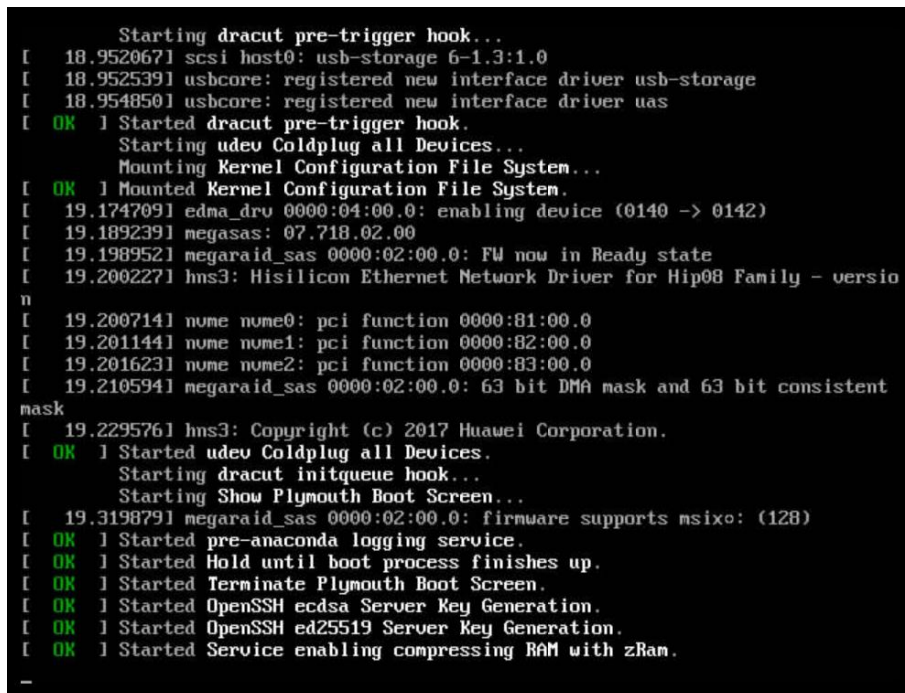 Starting dracut pre-trigger hook...
[   18.952067] scsi host0: usb-storage 6-1.3:1.0
[   18.952539] usbcore: registered new interface driver usb-storage
[   18.954850] usbcore: registered new interface driver uas
[  OK  ] Started dracut pre-trigger hook.
Starting udev Coldplug all Devices...
Mounting Kernel Configuration File System...
[  OK  ] Mounted Kernel Configuration File System.
[   19.174709] edma_drv 0000:04:00.0: enabling device (0140 -> 0142)
[   19.189239] megasas: 07.718.02.00
[   19.198952] megaraid_sas 0000:02:00.0: FW now in Ready state
[   19.200227] hns3: Hisilicon Ethernet Network Driver for Hip08 Family - versio
n
[   19.200714] nvme nvme0: pci function 0000:81:00.0
[   19.201144] nvme nvme1: pci function 0000:82:00.0
[   19.201623] nvme nvme2: pci function 0000:83:00.0
[   19.210594] megaraid_sas 0000:02:00.0: 63 bit DMA mask and 63 bit consistent
mask
[   19.229576] hns3: Copyright (c) 2017 Huawei Corporation.
[  OK  ] Started udev Coldplug all Devices.
Starting dracut initqueue hook...
Starting Show Plymouth Boot Screen...
[   19.319879] megaraid_sas 0000:02:00.0: firmware supports msix○: (128)
[  OK  ] Started pre-anaconda logging service.
[  OK  ] Started Hold until boot process finishes up.
[  OK  ] Started Terminate Plymouth Boot Screen.
[  OK  ] Started OpenSSH ecdsa Server Key Generation.
[  OK  ] Started OpenSSH ed25519 Server Key Generation.
[  OK  ] Started Service enabling compressing RAM with zRam.
_